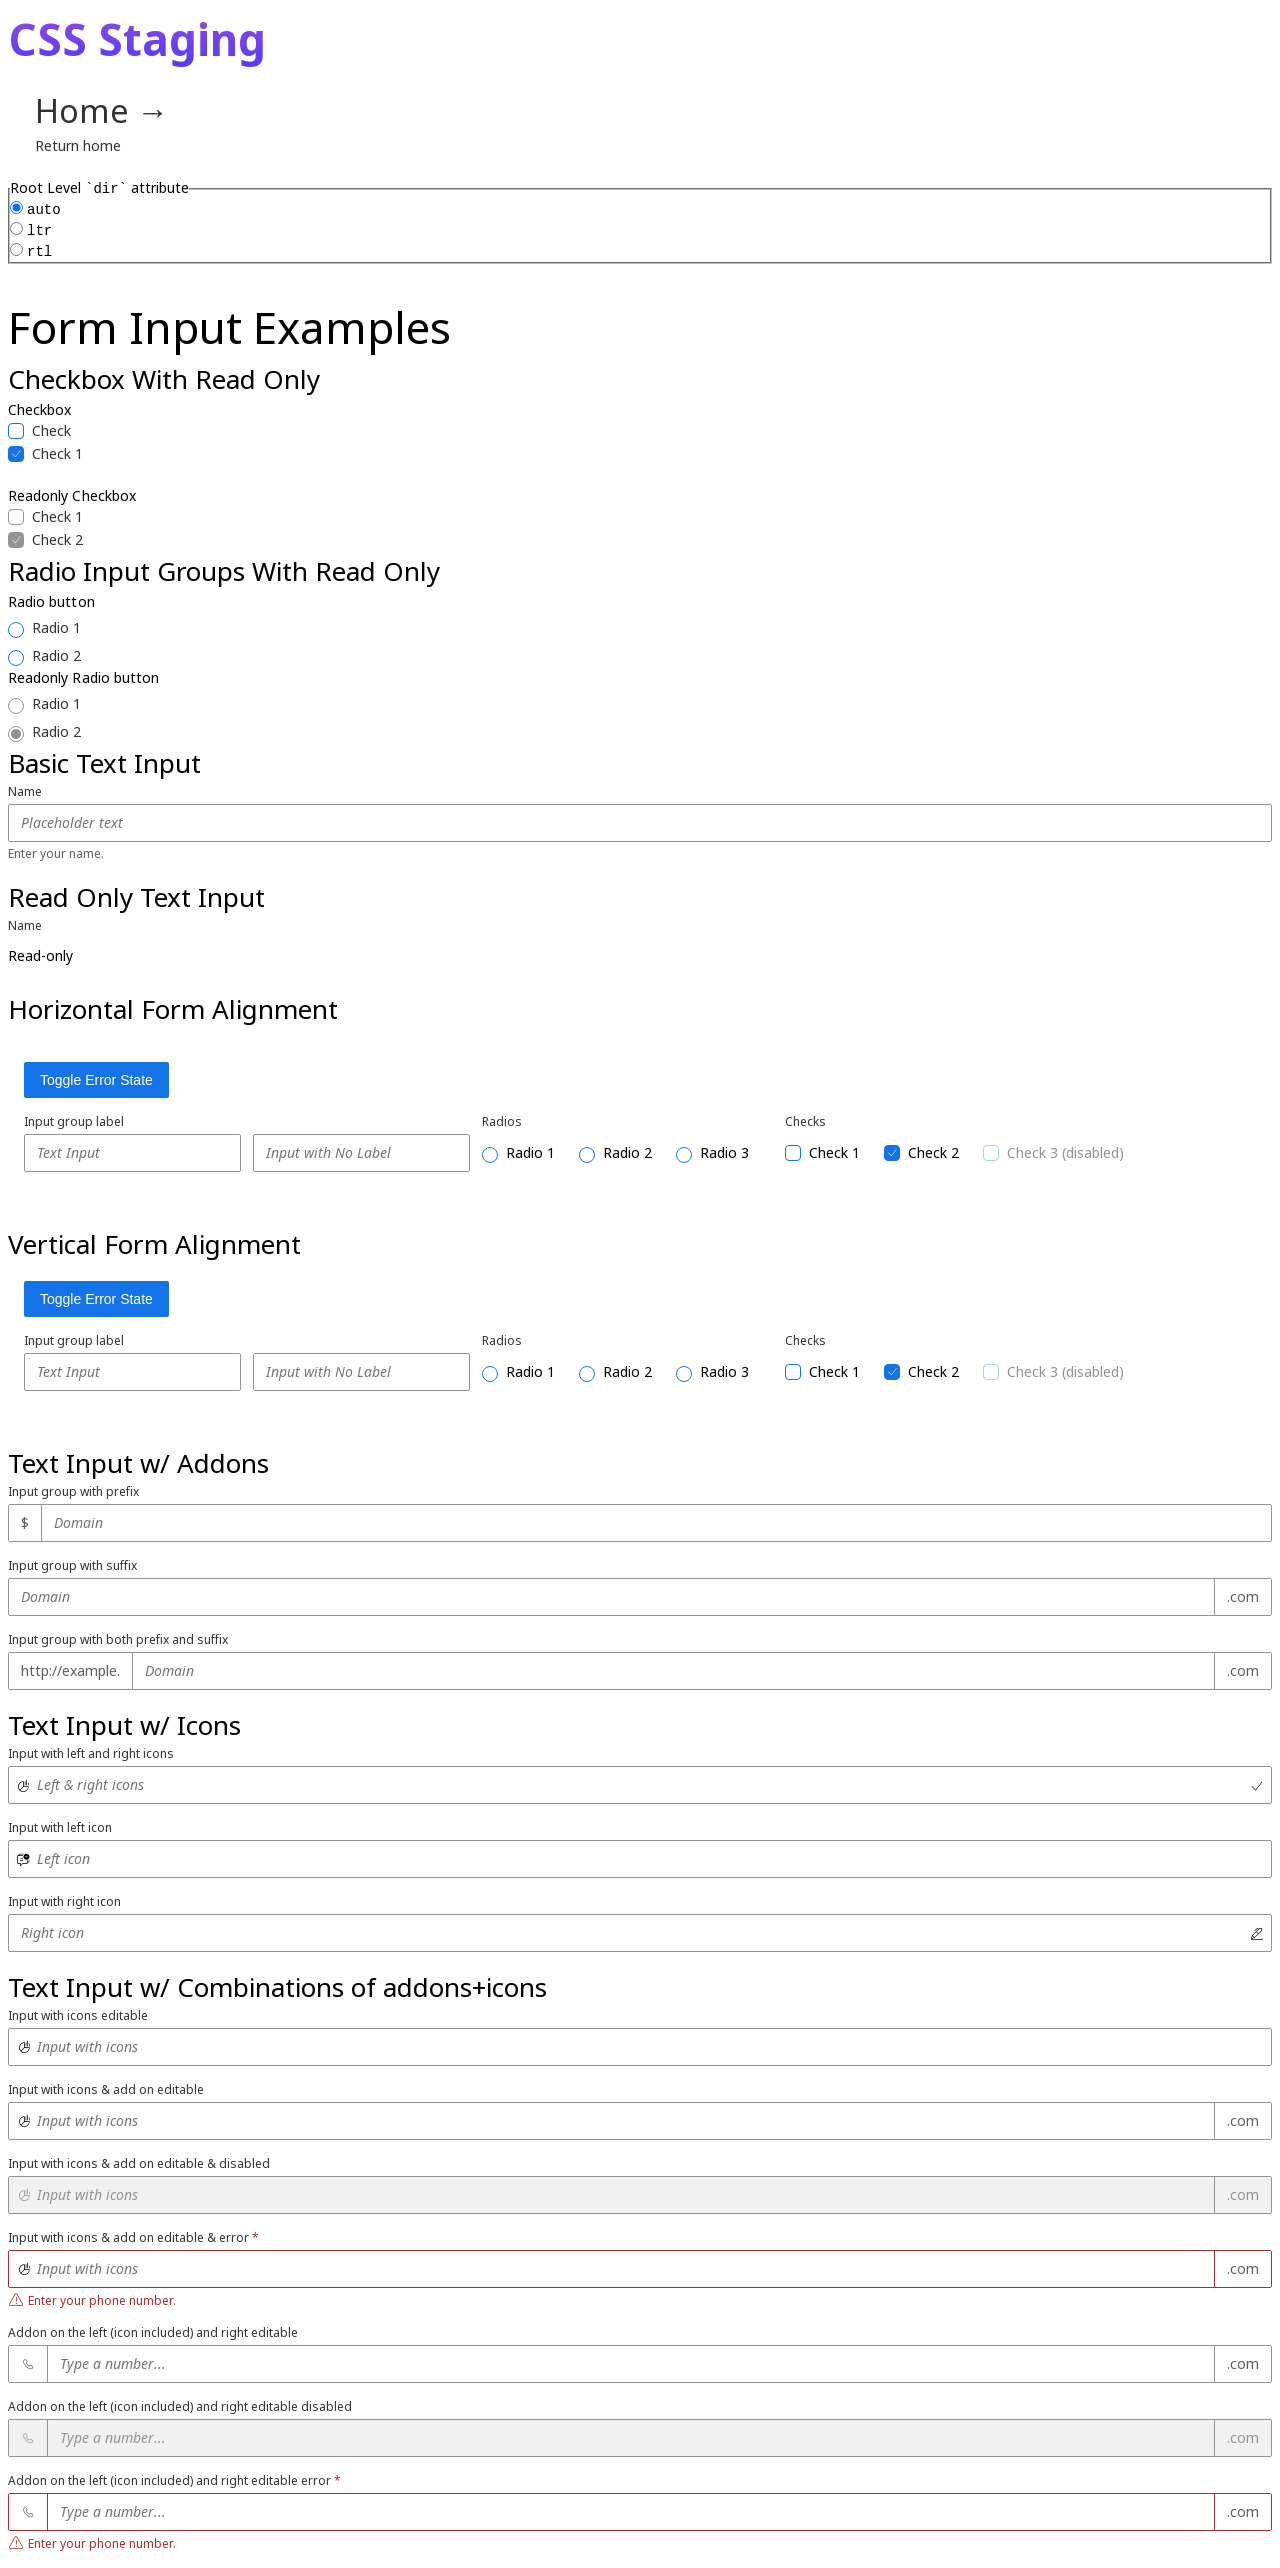 CSS Staging
Home →
Return home
Root Level `dir` attribute
auto
ltr
rtl
Form Input Examples
Checkbox With Read Only
Checkbox
Check
Check 1
Readonly Checkbox
Check 1
Check 2
Radio Input Groups With Read Only
Radio button
Radio 1
Radio 2
Readonly Radio button
Radio 1
Radio 2
Basic Text Input
Name
Placeholder text
Enter your name.
Read Only Text Input
Name
Read-only
Horizontal Form Alignment
Toggle Error State
Input group label Radios Checks
Text Input Input with No Label Radio 1 Radio 2 Radio 3 Check 1 Check 2 Check 3 (disabled)
Vertical Form Alignment
Toggle Error State
Input group label Radios Checks
Text Input Input with No Label Radio 1 Radio 2 Radio 3 Check 1 Check 2 Check 3 (disabled)
Text Input w/ Addons
Input group with prefix
$ Domain
Input group with suffix
Domain .com
Input group with both prefix and suffix
http://example. Domain .com
Text Input w/ Icons
Input with left and right icons
Left & right icons
Input with left icon
Left icon
Input with right icon
Right icon
Text Input w/ Combinations of addons+icons
Input with icons editable
Input with icons
Input with icons & add on editable
Input with icons .com
Input with icons & add on editable & disabled
Input with icons .com
Input with icons & add on editable & error *
Input with icons .com
Enter your phone number.
Addon on the left (icon included) and right editable
Type a number... .com
Addon on the left (icon included) and right editable disabled
Type a number... .com
Addon on the left (icon included) and right editable error *
Type a number... .com
Enter your phone number.